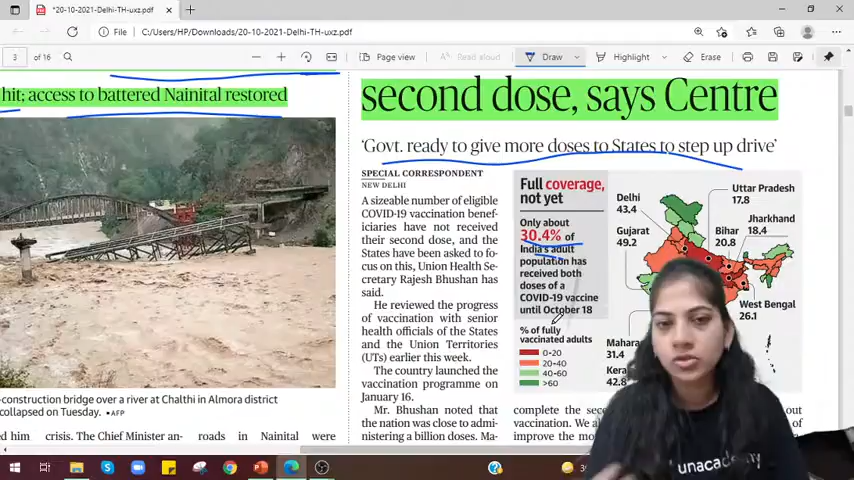 *20-10-2021-Delhi-TH-uxz.pdf
File
C:/Users/HP/Downloads/20-10-2021-Delhi-TH-uxz.pdf
3
of 16
Page view
Read aloud
Draw
Highlight
Erase
hit; access to battered Nainital restored
-construction bridge over a river at Chalthi in Almora district
collapsed on Tuesday. •AFP
ed him crisis. The Chief Minister an-
roads in Nainital were
second dose, says Centre
'Govt. ready to give more doses to States to step up drive'
SPECIAL CORRESPONDENT
NEW DELHI
A sizeable number of eligible
COVID-19 vaccination benef-
iciaries have not received
their second dose, and the
States have been asked to fo-
cus on this, Union Health Se-
cretary Rajesh Bhushan has
said.
He reviewed the progress
of vaccination with senior
health officials of the States
and the Union Territories
(UTs) earlier this week.
The country launched the
vaccination programme on
January 16.
Mr. Bhushan noted that
the nation was close to admi-
nistering a billion doses. Ma-
Full coverage,
not yet
Only about
30.4% of
India's adult
population has
received both
doses of a
COVID-19 vaccine
until October 18
% of fully
vaccinated adults
0-20
20-40
40-60
>60
Delhi
43.4
Gujarat
49.2
Uttar Pradesh
17.8
Bihar
20.8
Jharkhand
18.4
West Bengal
26.1
Mahara
31.4
Kera
42.8
complete the sec
vaccination. We a
improve the mo
out
of
unacademy